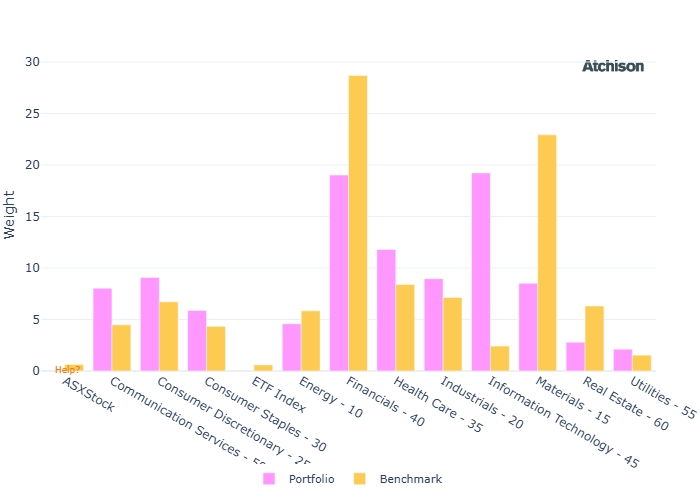 Atchison
30
25
20
15
10
5
0
Weight
Help?
ASXStock
Communication Services - 50
Consumer Discretionary - 25
Consumer Staples - 30
ETF Index
Energy - 10
Financials - 40
Health Care - 35
Industrials - 20
Information Technology - 45
Materials - 15
Real Estate - 60
Utilities - 55
Portfolio
Benchmark